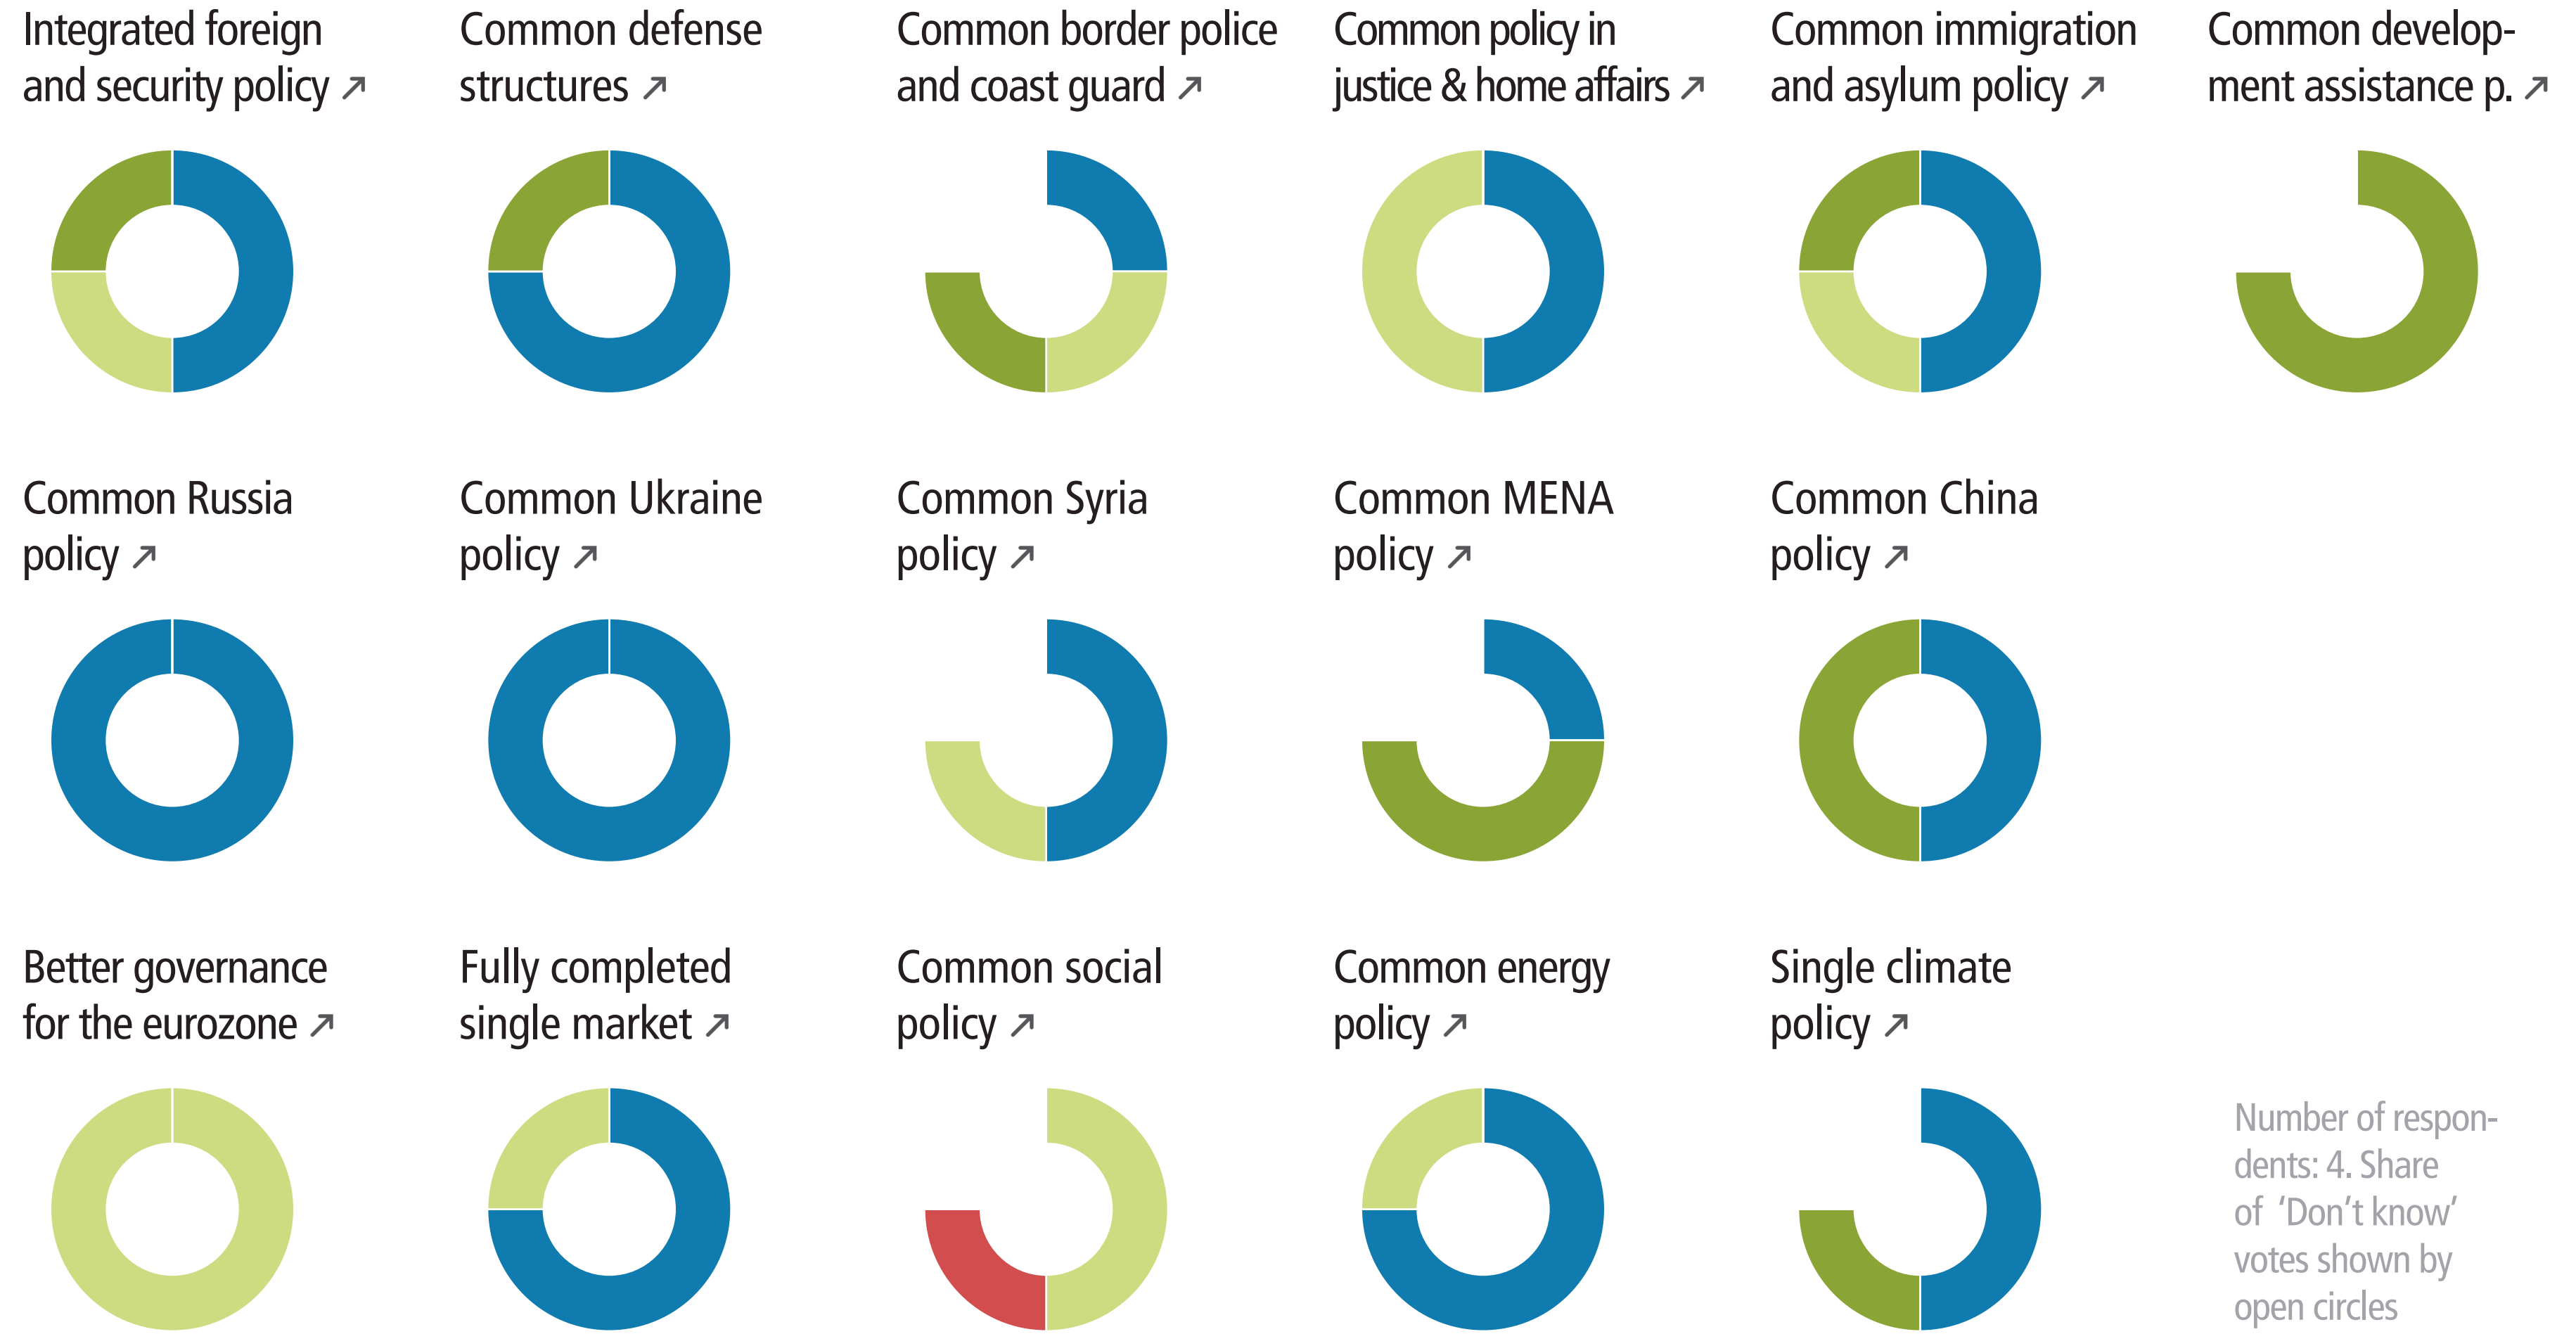 Integrated foreign
and security policy ↗
Common defense
structures ↗
Common border police
and coast guard ↗
Common policy in
justice & home affairs ↗
Common immigration
and asylum policy ↗
Common develop-
ment assistance p. ↗
Common Russia
policy ↗
Common Ukraine
policy ↗
Common Syria
policy ↗
Common MENA
policy ↗
Common China
policy ↗
Better governance
for the eurozone ↗
Fully completed
single market ↗
Common social
policy ↗
Common energy
policy ↗
Single climate
policy ↗
Number of respon-
dents: 4. Share
of ‘Don‘t know‘
votes shown by
open circles